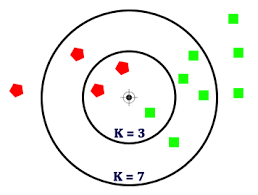 K = 3
K = 7